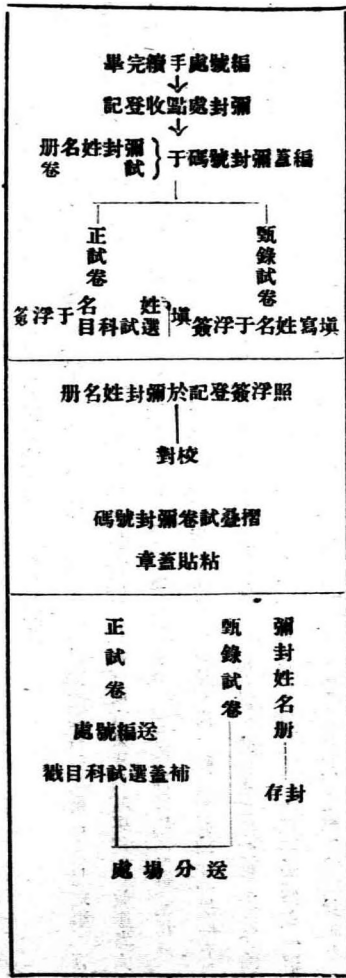 編號處手續完畢
彌封處點收登記
編蓋彌封號碼于
彌封姓名册
試卷
甄錄試卷
填寫姓名于浮簽
正試卷
填
姓名
選試科目
于浮簽
照浮簽登記於彌封姓名册
校對
摺叠試卷彌封號碼
粘貼蓋章
彌封姓名册
封存
甄錄試卷
正試卷
送編號處
補蓋選試科目戳
送分場處